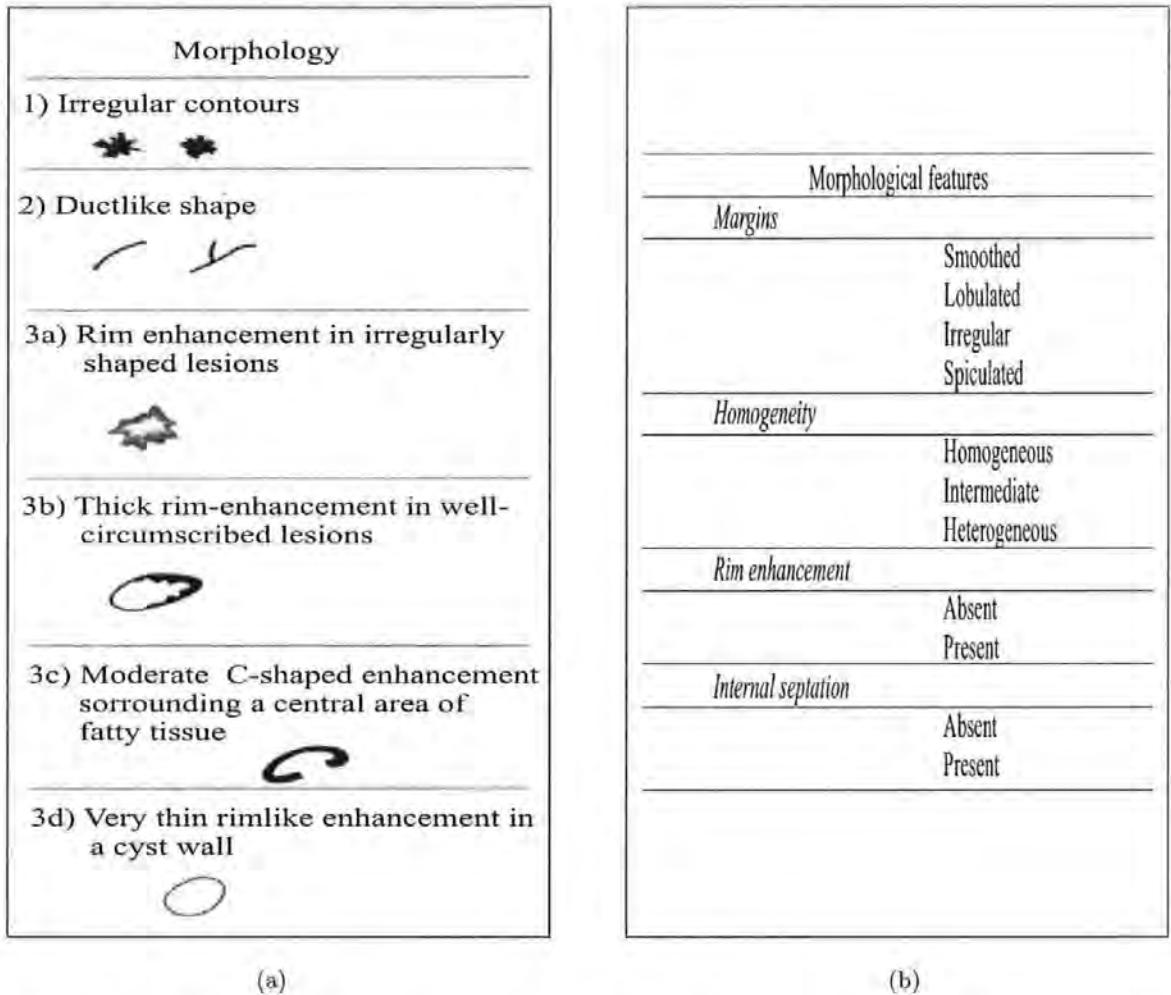 Morphology
1) Irregular contours
2) Ductlike shape
3a) Rim enhancement in irregularly
shaped lesions
3b) Thick rim-enhancement in well-
circumscribed lesions
3c) Moderate C-shaped enhancement
sorrounding a central area of
fatty tissue
3d) Very thin rimlike enhancement in
a cyst wall
(a)
Morphological features
Margins
Smoothed
Lobulated
Irregular
Spiculated
Homogeneity
Homogeneous
Intermediate
Heterogeneous
Rim enhancement
Absent
Present
Internal septation
Absent
Present
(b)